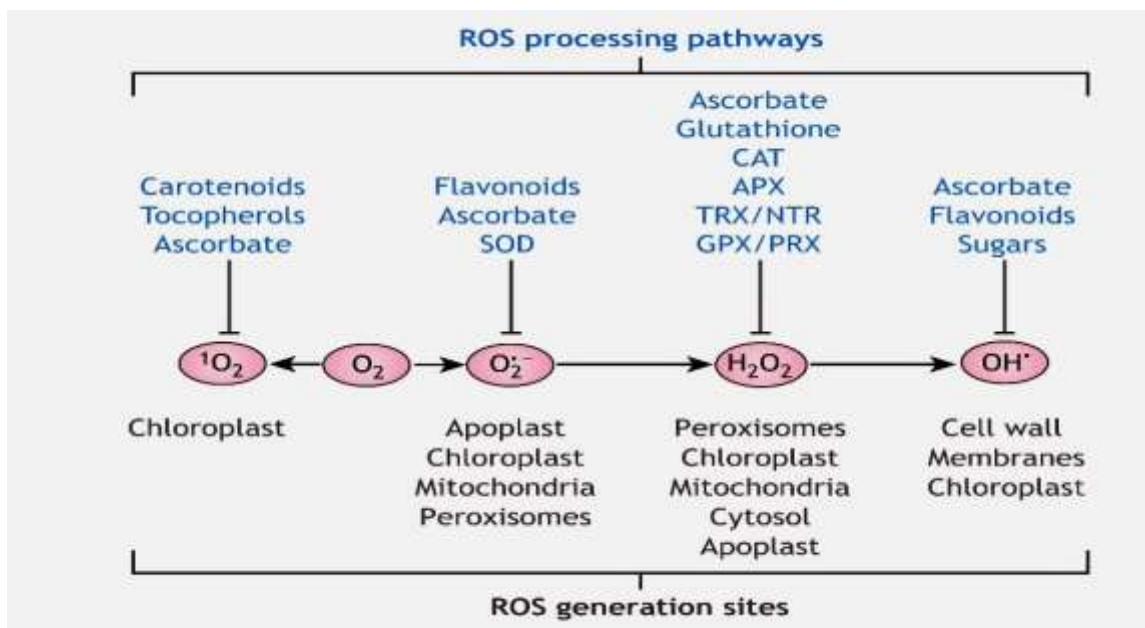 ROS processing pathways
Carotenoids
Tocopherols
Ascorbate
Flavonoids
Ascorbate
SOD
Ascorbate
Glutathione
CAT
APX
TRX/NTR
GPX/PRX
Ascorbate
Flavonoids
Sugars
¹O₂
O₂
O₂·⁻
H₂O₂
OH·
Chloroplast
Apoplast
Chloroplast
Mitochondria
Peroxisomes
Peroxisomes
Chloroplast
Mitochondria
Cytosol
Apoplast
Cell wall
Membranes
Chloroplast
ROS generation sites